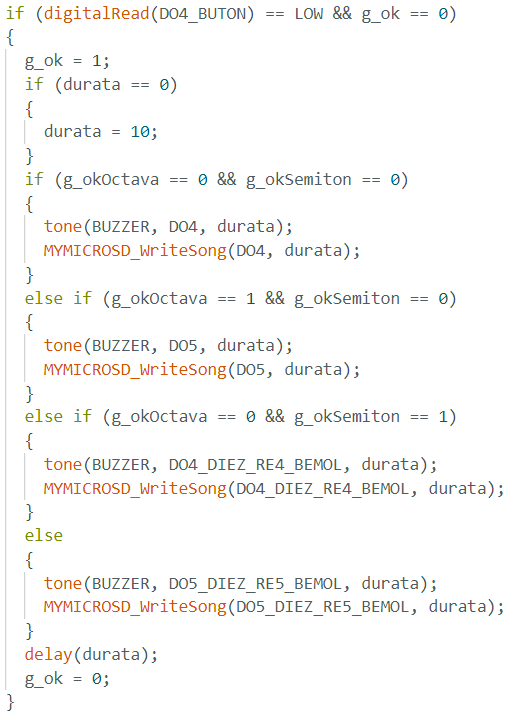 if (digitalRead(DO4_BUTON) == LOW && g_ok == 0)
{
  g_ok = 1;
  if (durata == 0)
  {
    durata = 10;
  }
  if (g_okOctava == 0 && g_okSemiton == 0)
  {
    tone(BUZZER, DO4, durata);
    MYMICROSD_WriteSong(DO4, durata);
  }
  else if (g_okOctava == 1 && g_okSemiton == 0)
  {
    tone(BUZZER, DO5, durata);
    MYMICROSD_WriteSong(DO5, durata);
  }
  else if (g_okOctava == 0 && g_okSemiton == 1)
  {
    tone(BUZZER, DO4_DIEZ_RE4_BEMOL, durata);
    MYMICROSD_WriteSong(DO4_DIEZ_RE4_BEMOL, durata);
  }
  else
  {
    tone(BUZZER, DO5_DIEZ_RE5_BEMOL, durata);
    MYMICROSD_WriteSong(DO5_DIEZ_RE5_BEMOL, durata);
  }
  delay(durata);
  g_ok = 0;
}